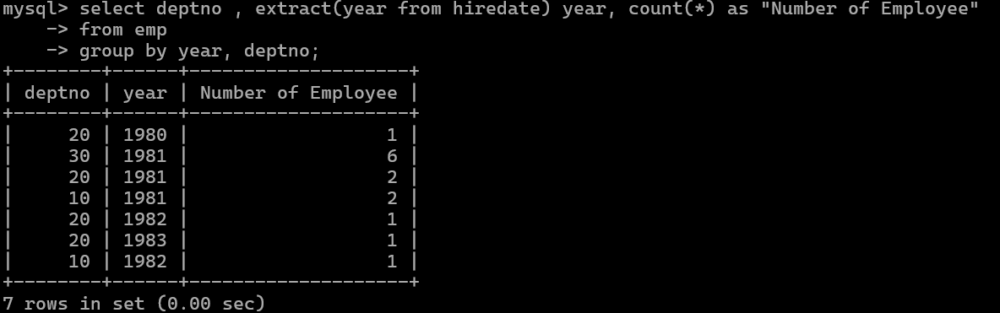 mysql> select deptno , extract(year from hiredate) year, count(*) as "Number of Employee"
    -> from emp
    -> group by year, deptno;
+--------+------+--------------------+
| deptno | year | Number of Employee |
+--------+------+--------------------+
|     20 | 1980 |                  1 |
|     30 | 1981 |                  6 |
|     20 | 1981 |                  2 |
|     10 | 1981 |                  2 |
|     20 | 1982 |                  1 |
|     20 | 1983 |                  1 |
|     10 | 1982 |                  1 |
+--------+------+--------------------+
7 rows in set (0.00 sec)